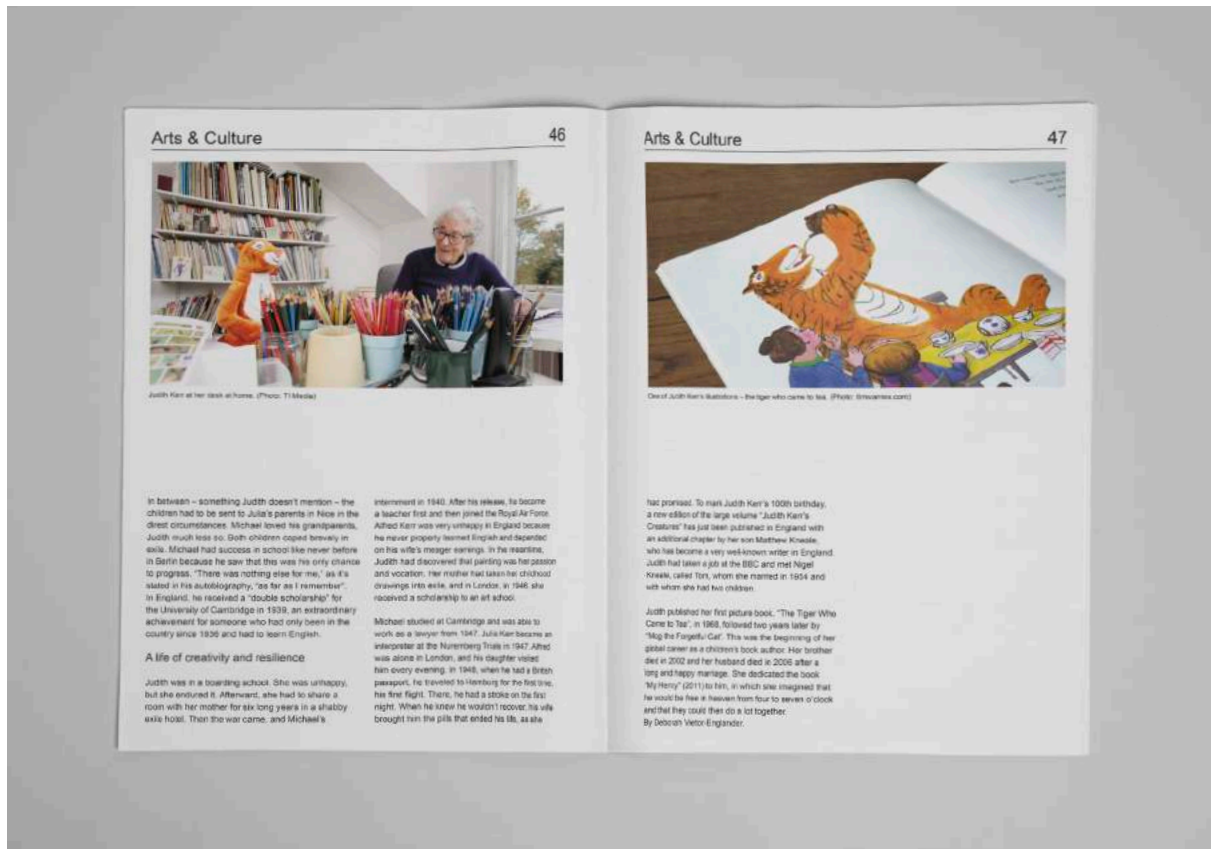 Arts & Culture
46
Judith Kerr at her desk at home. (Photo: TI Media)
In between – something Judith doesn't mention – the
children had to be sent to Julia's parents in Nice in the
direst circumstances. Michael loved his grandparents,
Judith much less so. Both children coped bravely in
exile. Michael had success in school like never before
in Berlin because he saw that this was his only chance
to progress. "There was nothing else for me," as it's
stated in his autobiography, "as far as I remember".
In England, he received a "double scholarship" for
the University of Cambridge in 1939, an extraordinary
achievement for someone who had only been in the
country since 1936 and had to learn English.
A life of creativity and resilience
Judith was in a boarding school. She was unhappy,
but she endured it. Afterward, she had to share a
room with her mother for six long years in a shabby
exile hotel. Then the war came, and Michael's
internment in 1940. After his release, he became
a teacher first and then joined the Royal Air Force.
Alfred Kerr was very unhappy in England because
he never properly learned English and depended
on his wife's meager earnings. In the meantime,
Judith had discovered that painting was her passion
and vocation. Her mother had taken her childhood
drawings into exile, and in London, in 1946, she
received a scholarship to an art school.
Michael studied at Cambridge and was able to
work as a lawyer from 1947. Julia Kerr became an
interpreter at the Nuremberg Trials in 1947. Alfred
was alone in London, and his daughter visited
him every evening. In 1948, when he had a British
passport, he traveled to Hamburg for the first time,
his first flight. There, he had a stroke on the first
night. When he knew he wouldn't recover, his wife
brought him the pills that ended his life, as she
Arts & Culture
47
One of Judith Kerr's illustrations – the tiger who came to tea. (Photo: timvarnes.com)
had promised. To mark Judith Kerr's 100th birthday,
a new edition of the large volume "Judith Kerr's
Creatures" has just been published in England with
an additional chapter by her son Matthew Kneale,
who has become a very well-known writer in England.
Judith had taken a job at the BBC and met Nigel
Kneale, called Tom, whom she married in 1954 and
with whom she had two children.
Judith published her first picture book, "The Tiger Who
Came to Tea", in 1968, followed two years later by
"Mog the Forgetful Cat". This was the beginning of her
global career as a children's book author. Her brother
died in 2002 and her husband died in 2006 after a
long and happy marriage. She dedicated the book
"My Henry" (2011) to him, in which she imagined that
he would be free in heaven from four to seven o'clock
and that they could then do a lot together.
By Deborah Vietor-Englander.